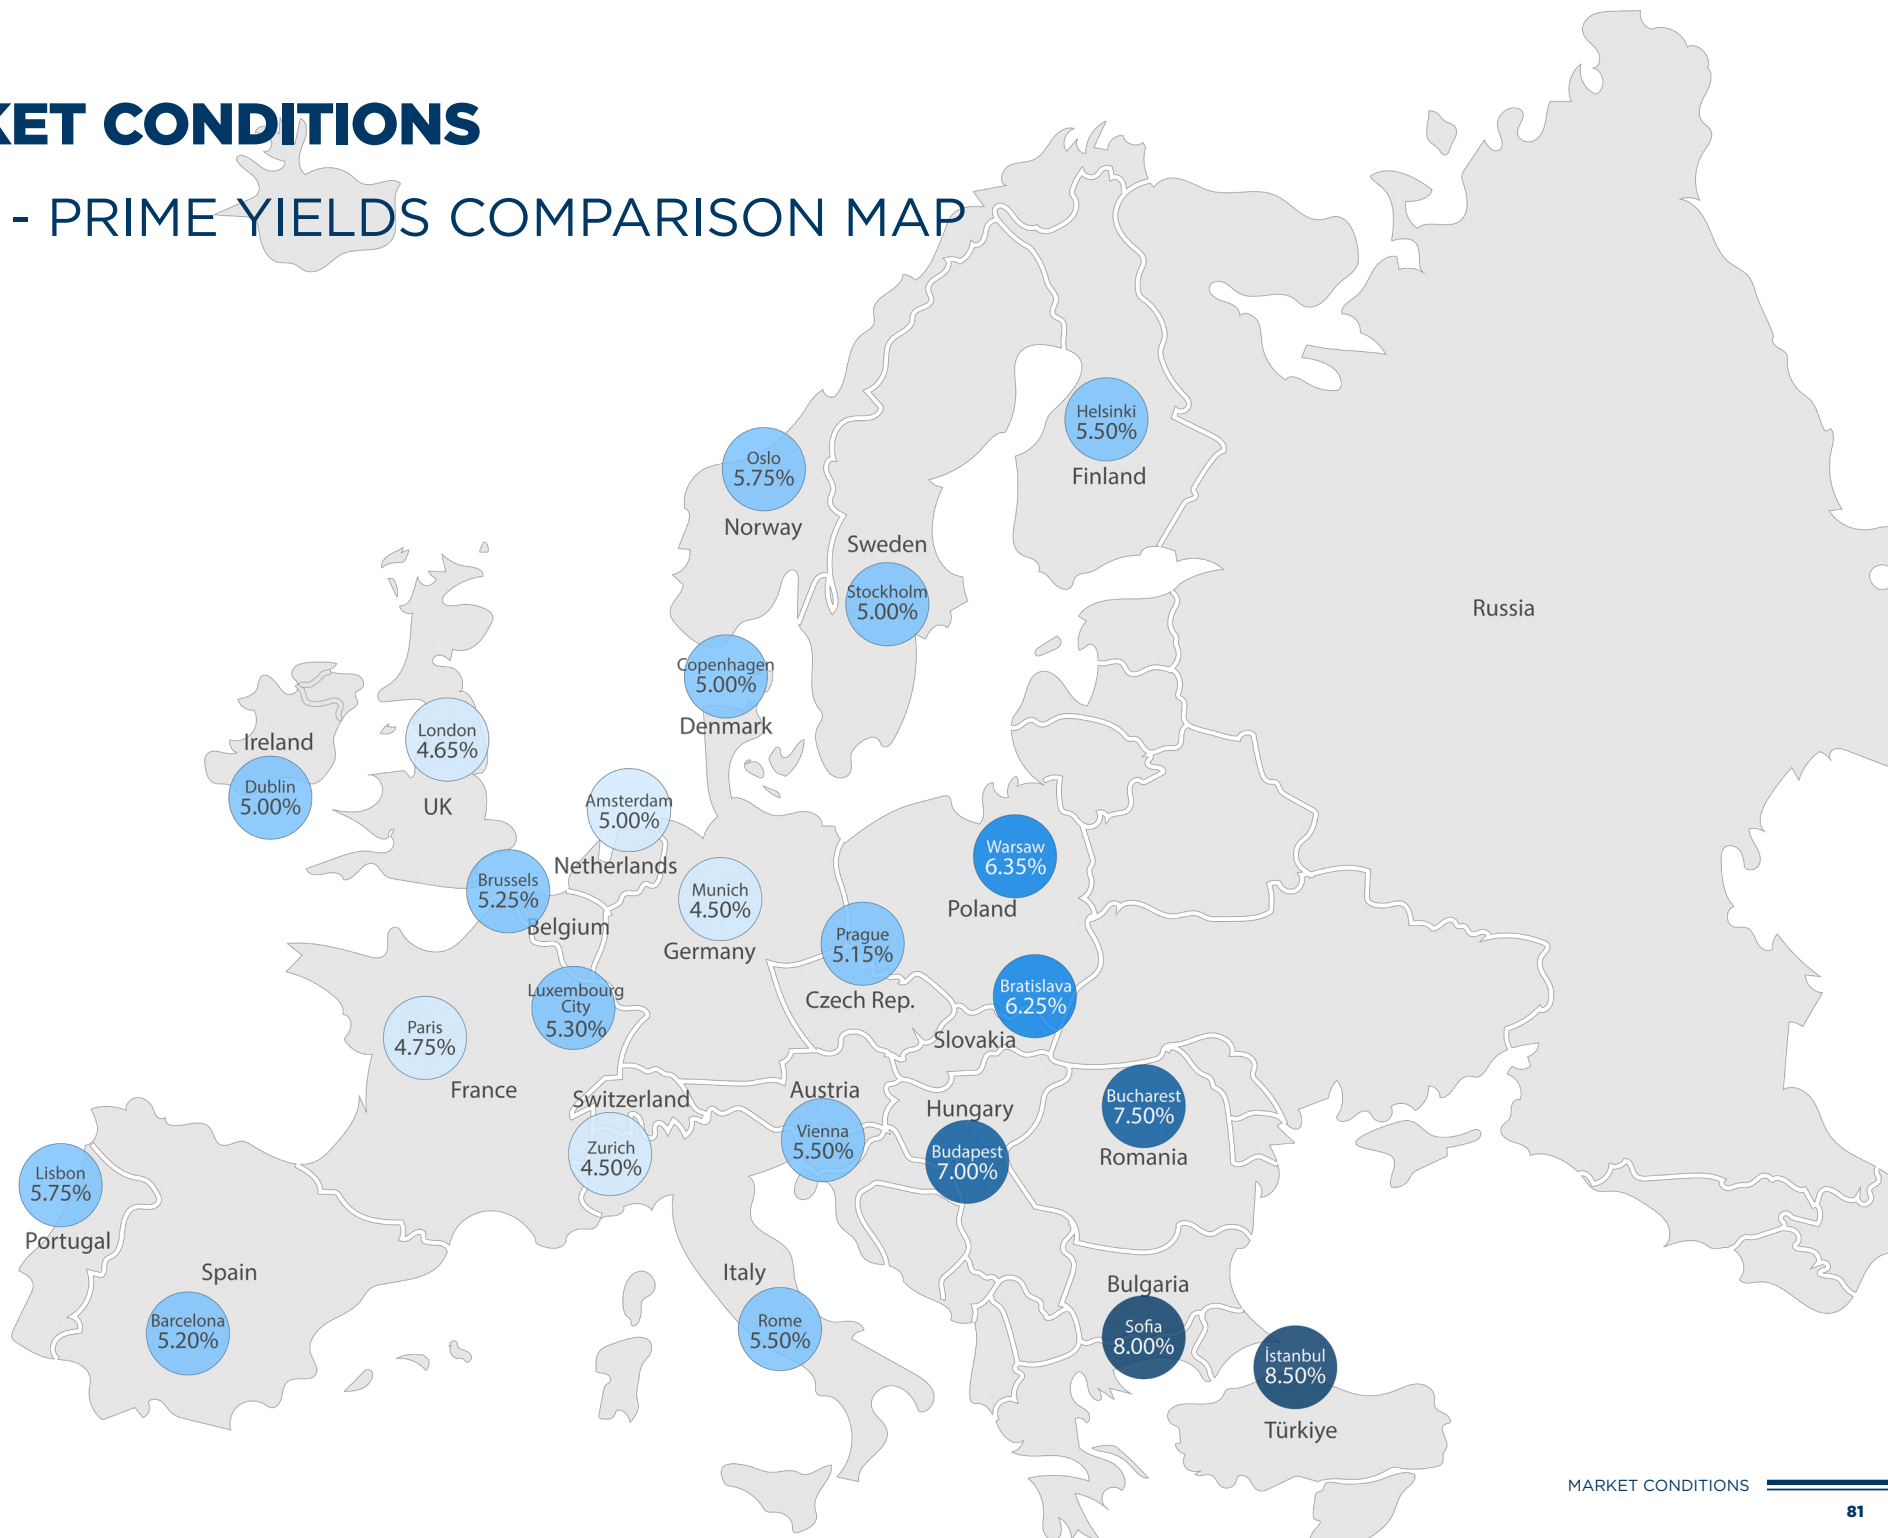 KET CONDITIONS
- PRIME YIELDS COMPARISON MAP
Helsinki
5.50%
Finland
Oslo
5.75%
Norway
Sweden
Stockholm
5.00%
Russia
Copenhagen
5.00%
Denmark
London
4.65%
UK
Ireland
Dublin
5.00%
Amsterdam
5.00%
Netherlands
Warsaw
6.35%
Poland
Brussels
5.25%
Belgium
Munich
4.50%
Germany
Prague
5.15%
Czech Rep.
Bratislava
6.25%
Slovakia
Luxembourg
City
5.30%
Paris
4.75%
France
Switzerland
Zurich
4.50%
Austria
Vienna
5.50%
Hungary
Budapest
7.00%
Bucharest
7.50%
Romania
Lisbon
5.75%
Portugal
Spain
Barcelona
5.20%
Italy
Rome
5.50%
Bulgaria
Sofia
8.00%
İstanbul
8.50%
Türkiye
MARKET CONDITIONS
81